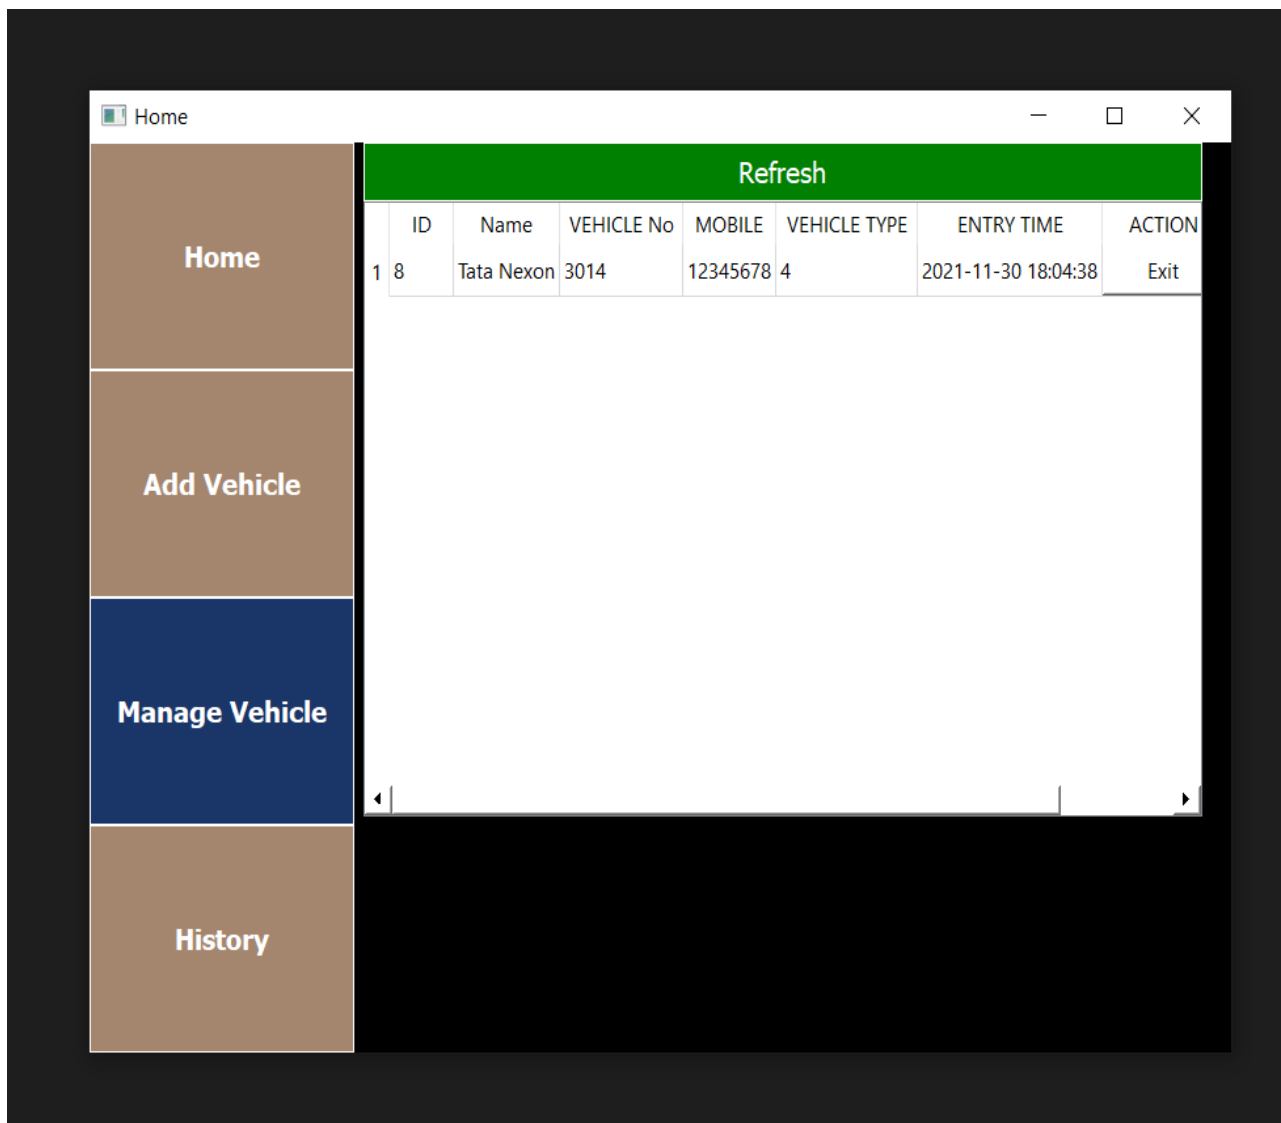 Home
Home
Add Vehicle
Manage Vehicle
History
Refresh
ID Name VEHICLE No MOBILE VEHICLE TYPE ENTRY TIME ACTION
1 8 Tata Nexon 3014 12345678 4 2021-11-30 18:04:38 Exit